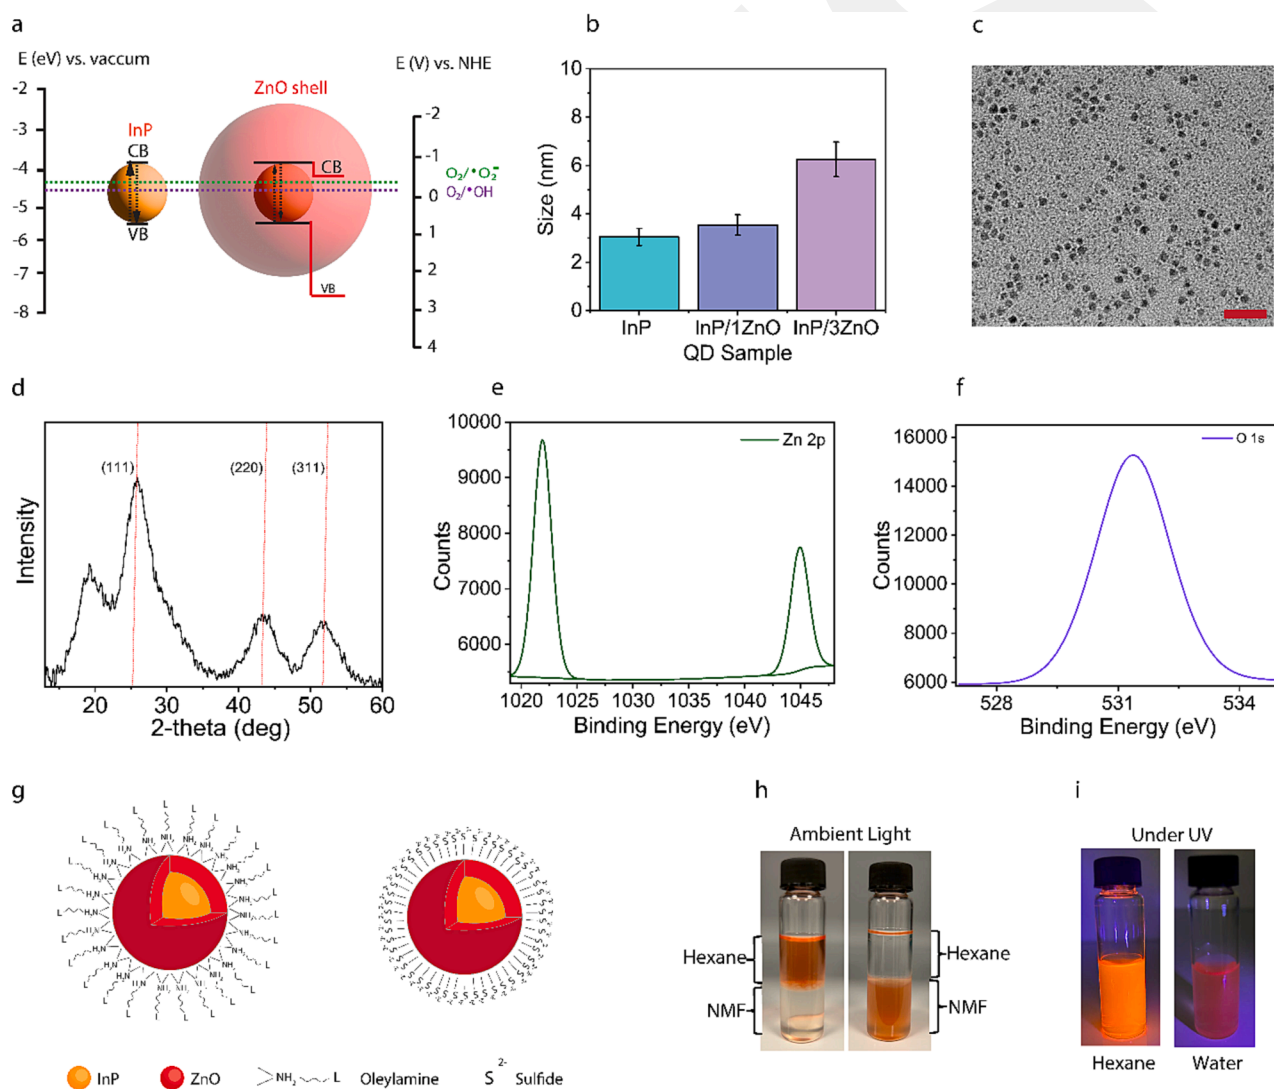 a
E (eV) vs. vaccum
E (V) vs. NHE
ZnO shell
InP
CB
VB
CB
VB
O₂/•O₂⁻
O₂/•OH
-2
-3
-4
-5
-6
-7
-8
-2
-1
0
1
2
3
4
b
Size (nm)
10
8
6
4
2
0
InP
InP/1ZnO
InP/3ZnO
QD Sample
c
d
Intensity
(111)
(220)
(311)
20
30
40
50
60
2-theta (deg)
e
Zn 2p
Counts
10000
9000
8000
7000
6000
1020
1025
1030
1035
1040
1045
Binding Energy (eV)
f
O 1s
Counts
16000
14000
12000
10000
8000
6000
528
531
534
Binding Energy (eV)
g
InP
ZnO
NH₂
L
Oleylamine
S²⁻
Sulfide
h
Ambient Light
Hexane
NMF
Hexane
NMF
i
Under UV
Hexane
Water